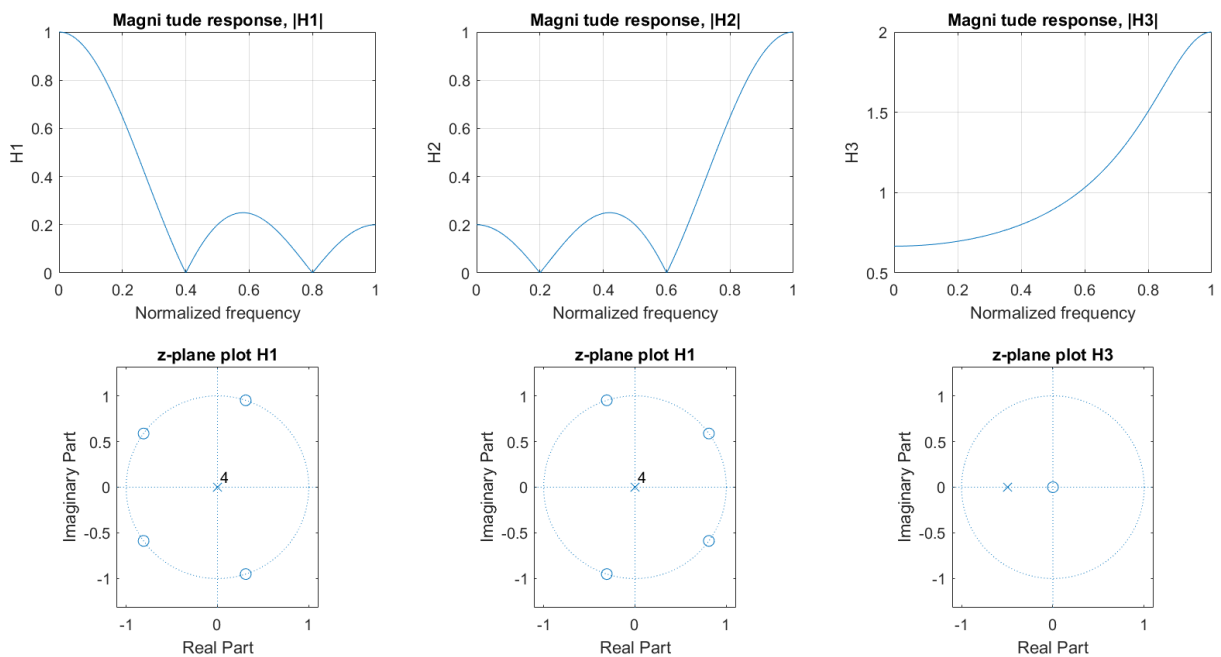 Magni tude response, |H1|
H1
1
0.8
0.6
0.4
0.2
0
0 0.2 0.4 0.6 0.8 1
Normalized frequency
Magni tude response, |H2|
H2
1
0.8
0.6
0.4
0.2
0
0 0.2 0.4 0.6 0.8 1
Normalized frequency
Magni tude response, |H3|
H3
2
1.5
1
0.5
0 0.2 0.4 0.6 0.8 1
Normalized frequency
z-plane plot H1
Imaginary Part
1
0.5
0
-0.5
-1
4
-1 0 1
Real Part
z-plane plot H1
Imaginary Part
1
0.5
0
-0.5
-1
4
-1 0 1
Real Part
z-plane plot H3
Imaginary Part
1
0.5
0
-0.5
-1
-1 0 1
Real Part